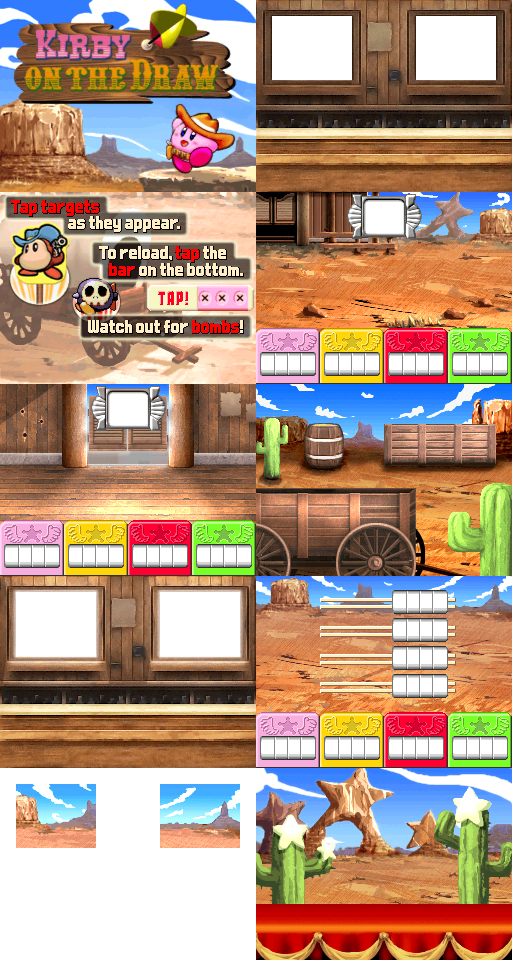 KIRBY
ON THE DRAW
Tap targets
as they appear.
To reload, tap the
bar on the bottom.
TAP!
Watch out for bombs!